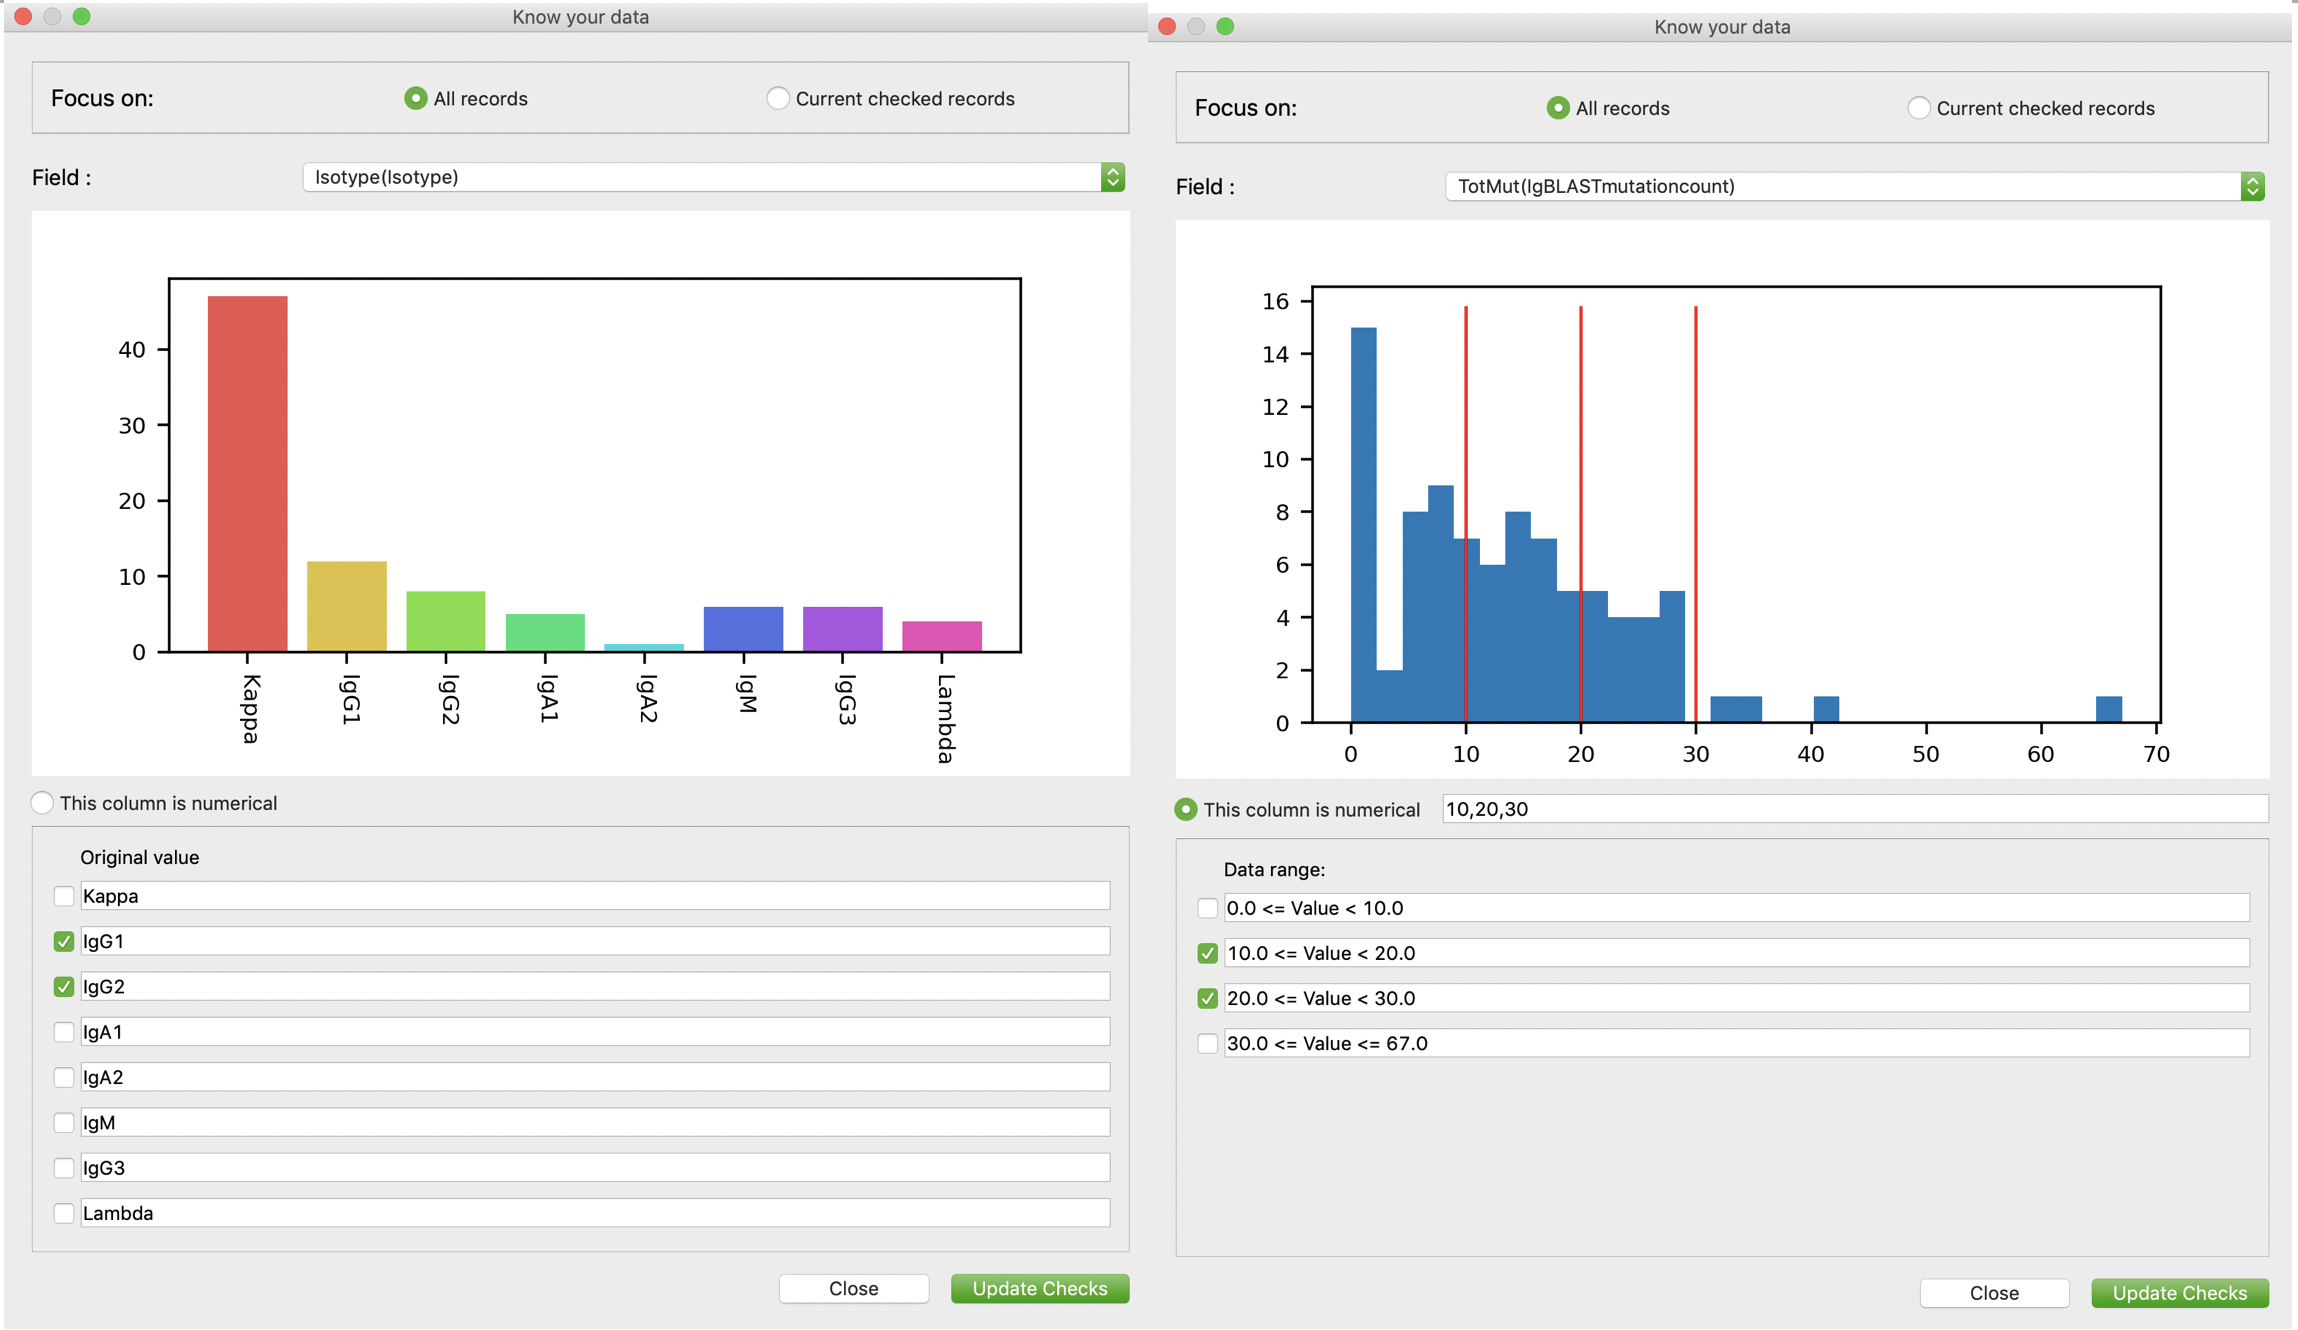 Know your data
Focus on:
All records
Current checked records
Field :
Isotype(Isotype)
40
30
20
10
0
Kappa
IgG1
IgG2
IgA1
IgA2
IgM
IgG3
Lambda
This column is numerical
Original value
Kappa
IgG1
IgG2
IgA1
IgA2
IgM
IgG3
Lambda
Close
Update Checks
Know your data
Focus on:
All records
Current checked records
Field :
TotMut(IgBLASTmutationcount)
16
14
12
10
8
6
4
2
0
0 10 20 30 40 50 60 70
This column is numerical
10,20,30
Data range:
0.0 <= Value < 10.0
10.0 <= Value < 20.0
20.0 <= Value < 30.0
30.0 <= Value <= 67.0
Close
Update Checks